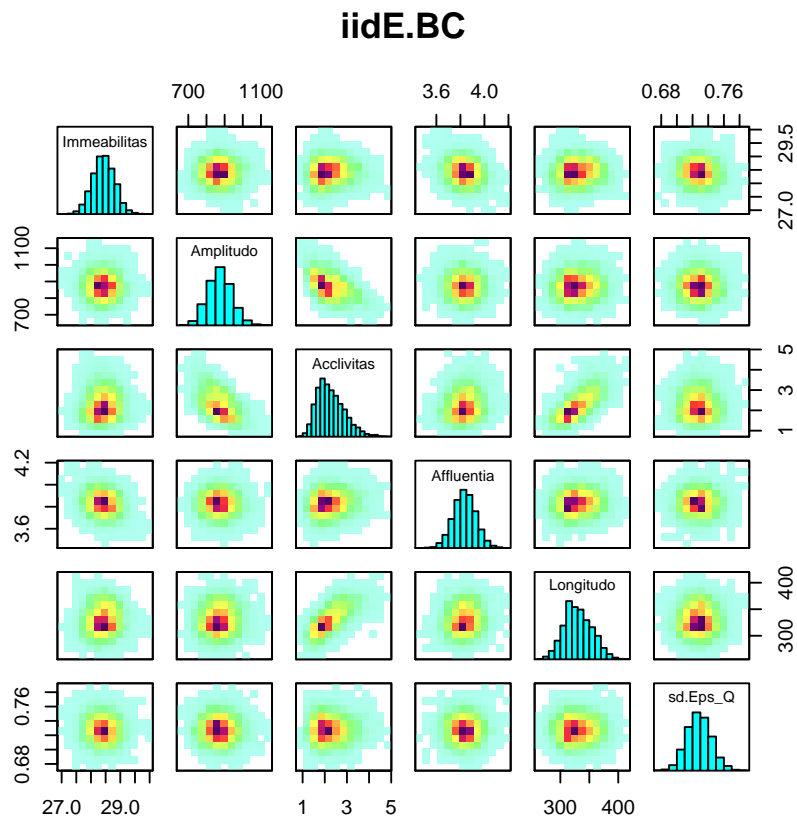 iidE.BC
700 1100 3.6 4.0 0.68 0.76
Immeabilitas
27.0 29.5
Amplitudo
700 1100
Acclivitas
1 3 5
Affluentia
3.6 4.2
Longitudo
300 400
sd.Eps_Q
0.68 0.76
27.0 29.0 1 3 5 300 400